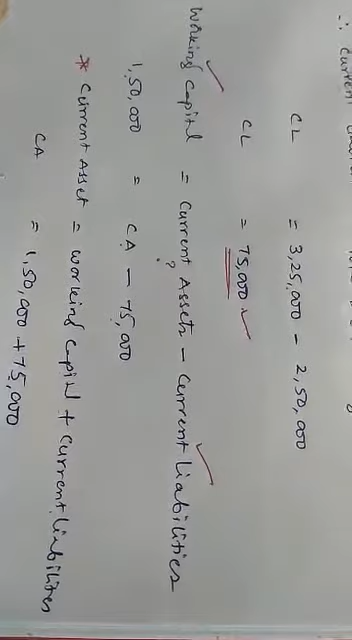 ∴ Current
CL = 3,25,000 - 2,50,000
CL = 75,000
Working Capital = Current Assets - Current Liabilities
1,50,000 = CA - 75,000
?
* Current Asset = Working Capital + Current Liabilities
CA = 1,50,000 + 75,000